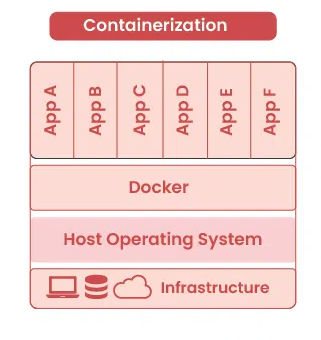 Containerization
App A
App B
App C
App D
App E
App F
Docker
Host Operating System
Infrastructure